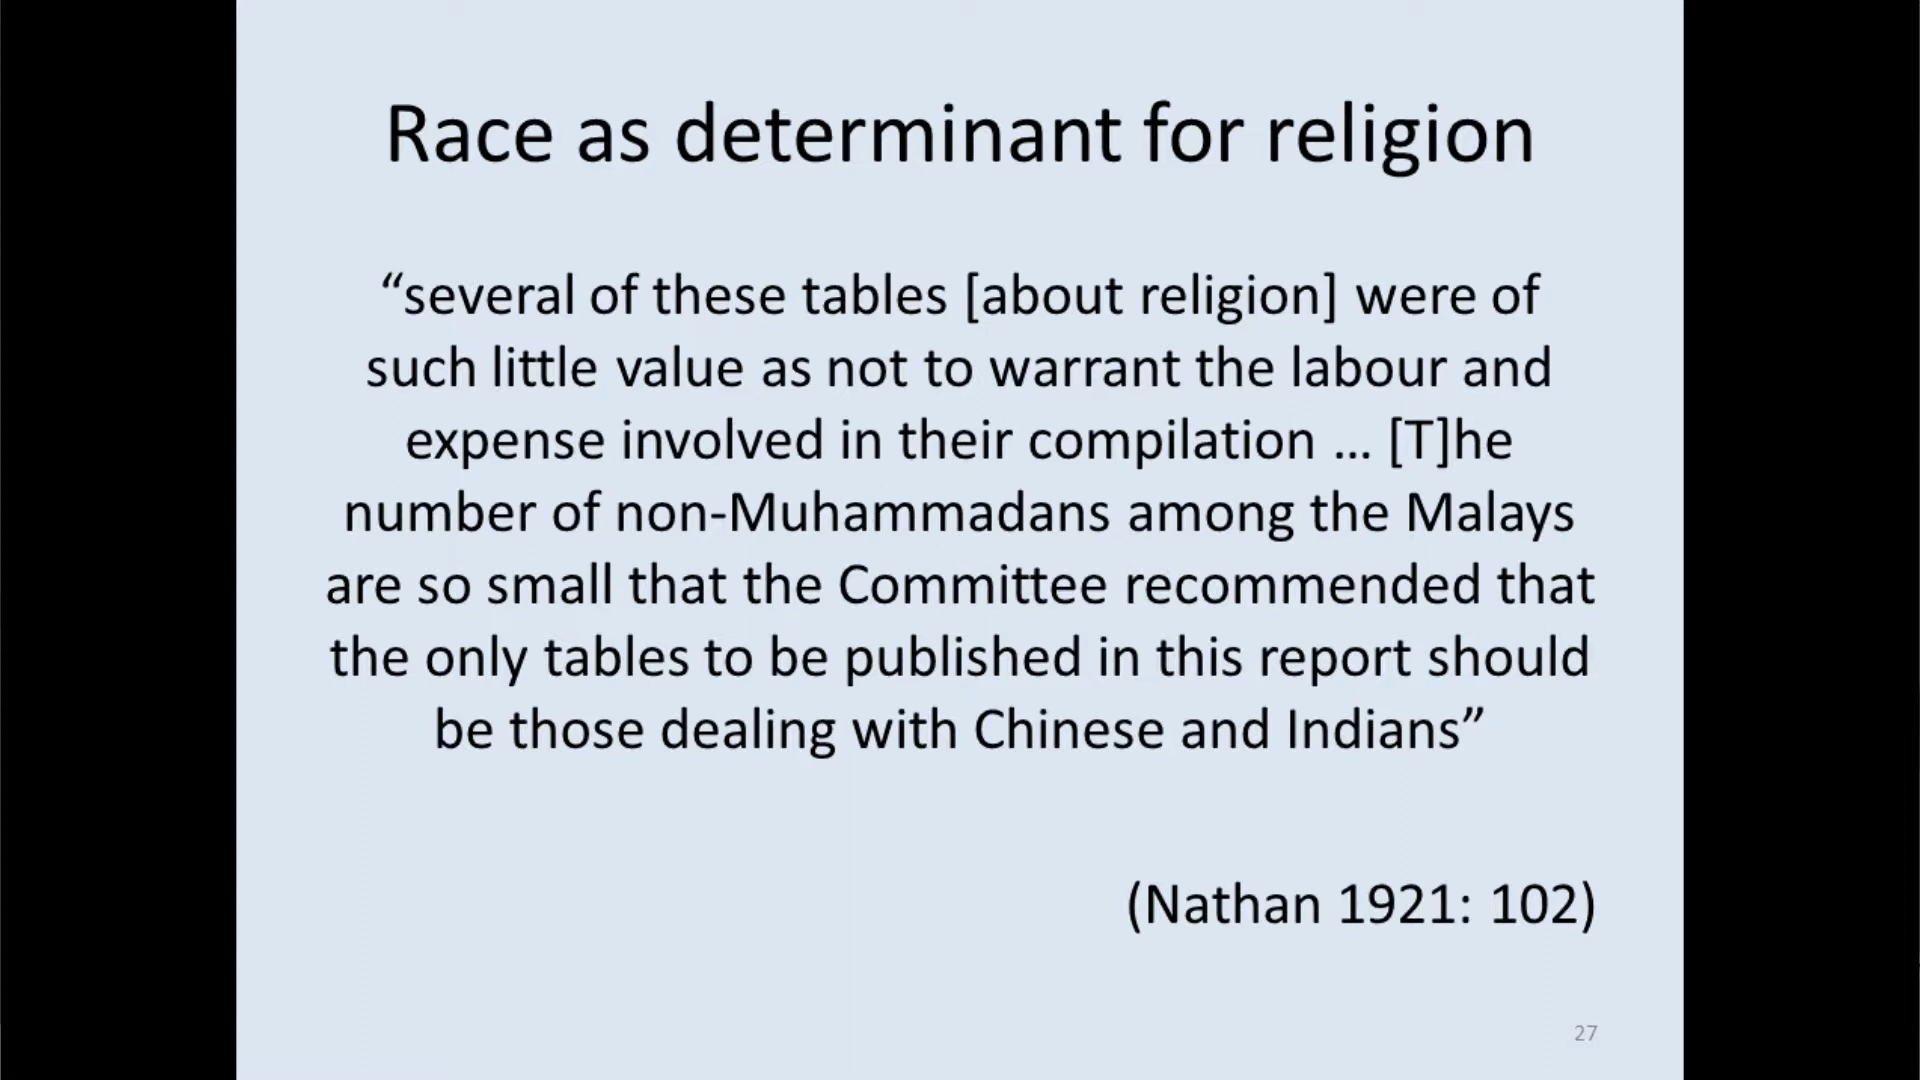 Race as determinant for religion
“several of these tables [about religion] were of
such little value as not to warrant the labour and
expense involved in their compilation ... [T]he
number of non-Muhammadans among the Malays
are so small that the Committee recommended that
the only tables to be published in this report should
be those dealing with Chinese and Indians”
(Nathan 1921: 102)
27